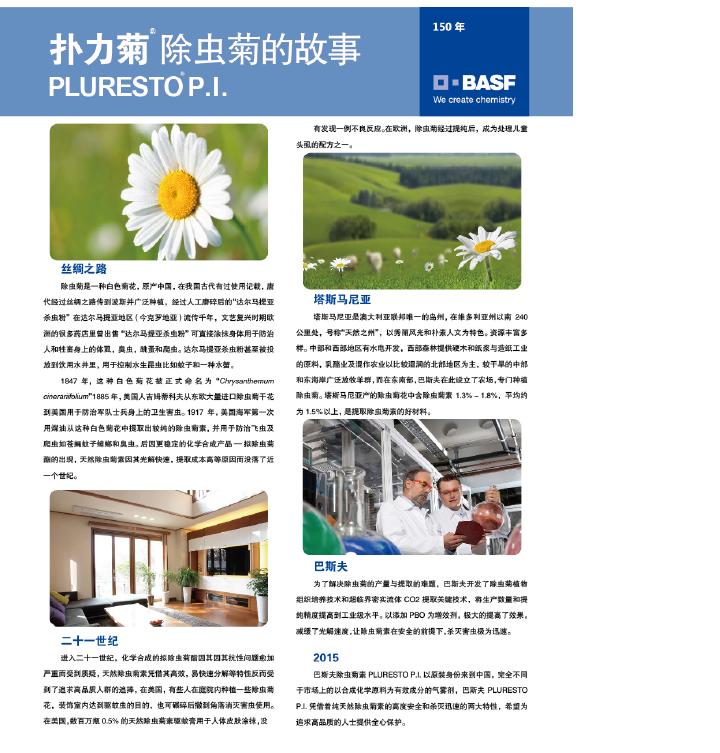 扑力菊® 除虫菊的故事
PLURESTO® P.I.
150 年
BASF
We create chemistry
丝绸之路
除虫菊是一种白色菊花，原产中国，在我国古代有过使用记载，唐
代经过丝绸之路传到波斯并广泛种植，经过人工磨碎后的“达尔马提亚
杀虫粉”在达尔马提亚地区（今克罗地亚）流传千年，文艺复兴时期欧
洲的很多药店里曾出售“达尔马提亚杀虫粉”可直接涂抹身体用于防治
人和牲畜身上的体虱，臭虫，跳蚤和爬虫。达尔马提亚杀虫粉甚至被投
放到饮用水井里，用于控制水生昆虫比如蚊子和一种水蟹。
1847 年，这种白色菊花被正式命名为 “Chrysanthemum
cinerariifolium”1885 年，美国人吉姆蒂科夫从东欧大量进口除虫菊干花
到美国用于防治军队士兵身上的卫生害虫。1917 年，美国海军第一次
用煤油从这种白色菊花中提取出较纯的除虫菊素，并用于防治飞虫及
爬虫如苍蝇蚊子蟑螂和臭虫。后因更稳定的化学合成产品 — 拟除虫菊
酯的出现，天然除虫菊素因其光解快速，提取成本高等原因而没落了近
一个世纪。
二十一世纪
进入二十一世纪，化学合成的拟除虫菊酯因其因其抗性问题愈加
严重而受到质疑，天然除虫菊素凭借其高效，易快速分解等特性反而受
到了追求高品质人群的追捧，在美国，有些人在庭院内种植一些除虫菊
花，装饰室内达到驱蚊虫的目的，也可碾碎后撒到角落消灭害虫使用。
在美国，数百万瓶 0.5% 的天然除虫菊素驱蚊膏用于人体皮肤涂抹，没
有发现一例不良反应。在欧洲，除虫菊经过提纯后，成为处理儿童
头虱的配方之一。
塔斯马尼亚
塔斯马尼亚是澳大利亚联邦唯一的岛州，在维多利亚州以南 240
公里处，号称“天然之州”，以秀丽风光和朴素人文为特色。资源丰富多
样。中部和西部地区有水电开发，西部森林提供硬木和纸浆与造纸工业
的原料，乳酪业及混作农业以比较湿润的北部地区为主，较干旱的中部
和东海岸广泛放牧羊群，而在东南部，巴斯夫在此设立了农场，专门种植
除虫菊。塔斯马尼亚产的除虫菊花中含除虫菊素 1.3% – 1.8%，平均约
为 1.5%以上，是提取除虫菊素的好材料。
巴斯夫
为了解决除虫菊的产量与提取的难题，巴斯夫开发了除虫菊植物
组织培养技术和超临界密实流体 CO2 提取关键技术，将生产数量和提
纯精度提高到工业级水平。以添加 PBO 为增效剂，极大的提高了效果，
减缓了光解速度，让除虫菊素在安全的前提下，杀灭害虫极为迅速。
2015
巴斯夫除虫菊素 PLURESTO P.I. 以原装身份来到中国，完全不同
于市场上的以合成化学原料为有效成分的气雾剂，巴斯夫 PLURESTO
P.I. 凭借着纯天然除虫菊素的高度安全和杀灭迅速的两大特性，希望为
追求高品质的人士提供全心保护。